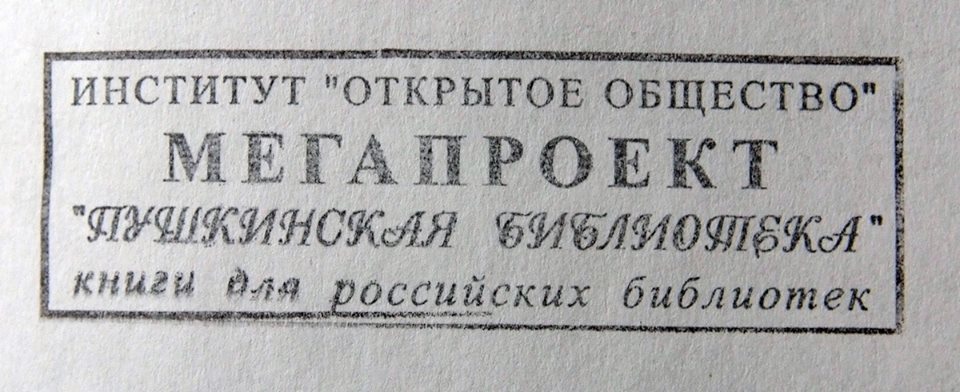 ИНСТИТУТ "ОТКРЫТОЕ ОБЩЕСТВО"
МЕГАПРОЕКТ
"ПУШКИНСКАЯ БИБЛИОТЕКА"
книги для российских библиотек